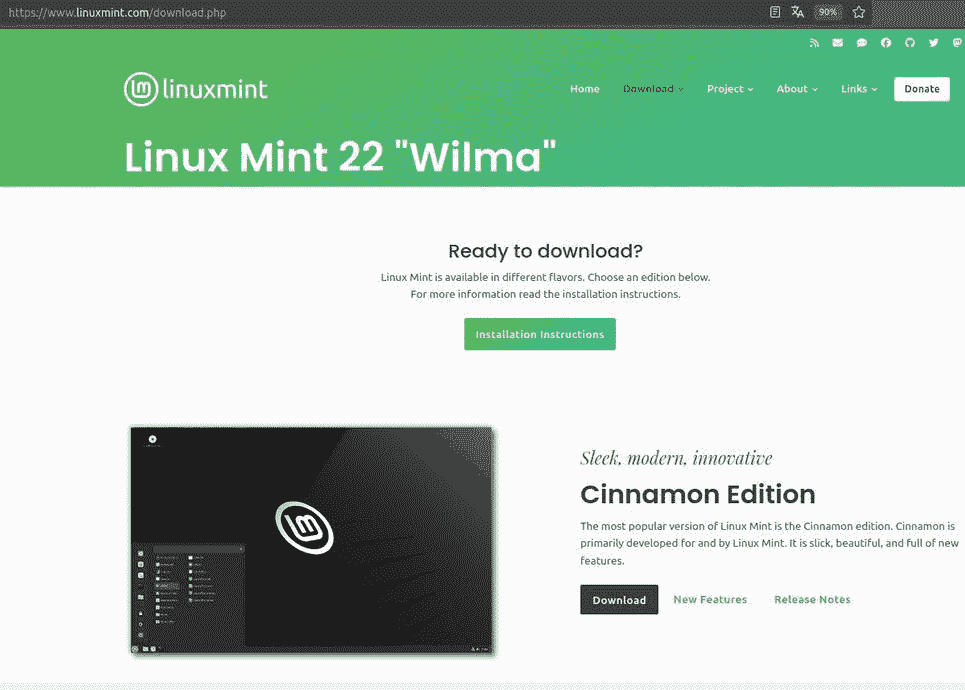 https://www.linuxmint.com/download.php
90%
linuxmint
Home Download Project About Links Donate
Linux Mint 22 "Wilma"
Ready to download?
Linux Mint is available in different flavors. Choose an edition below.
For more information read the installation instructions.
Installation Instructions
Sleek, modern, innovative
Cinnamon Edition
The most popular version of Linux Mint is the Cinnamon edition. Cinnamon is
primarily developed for and by Linux Mint. It is slick, beautiful, and full of new
features.
Download New Features Release Notes